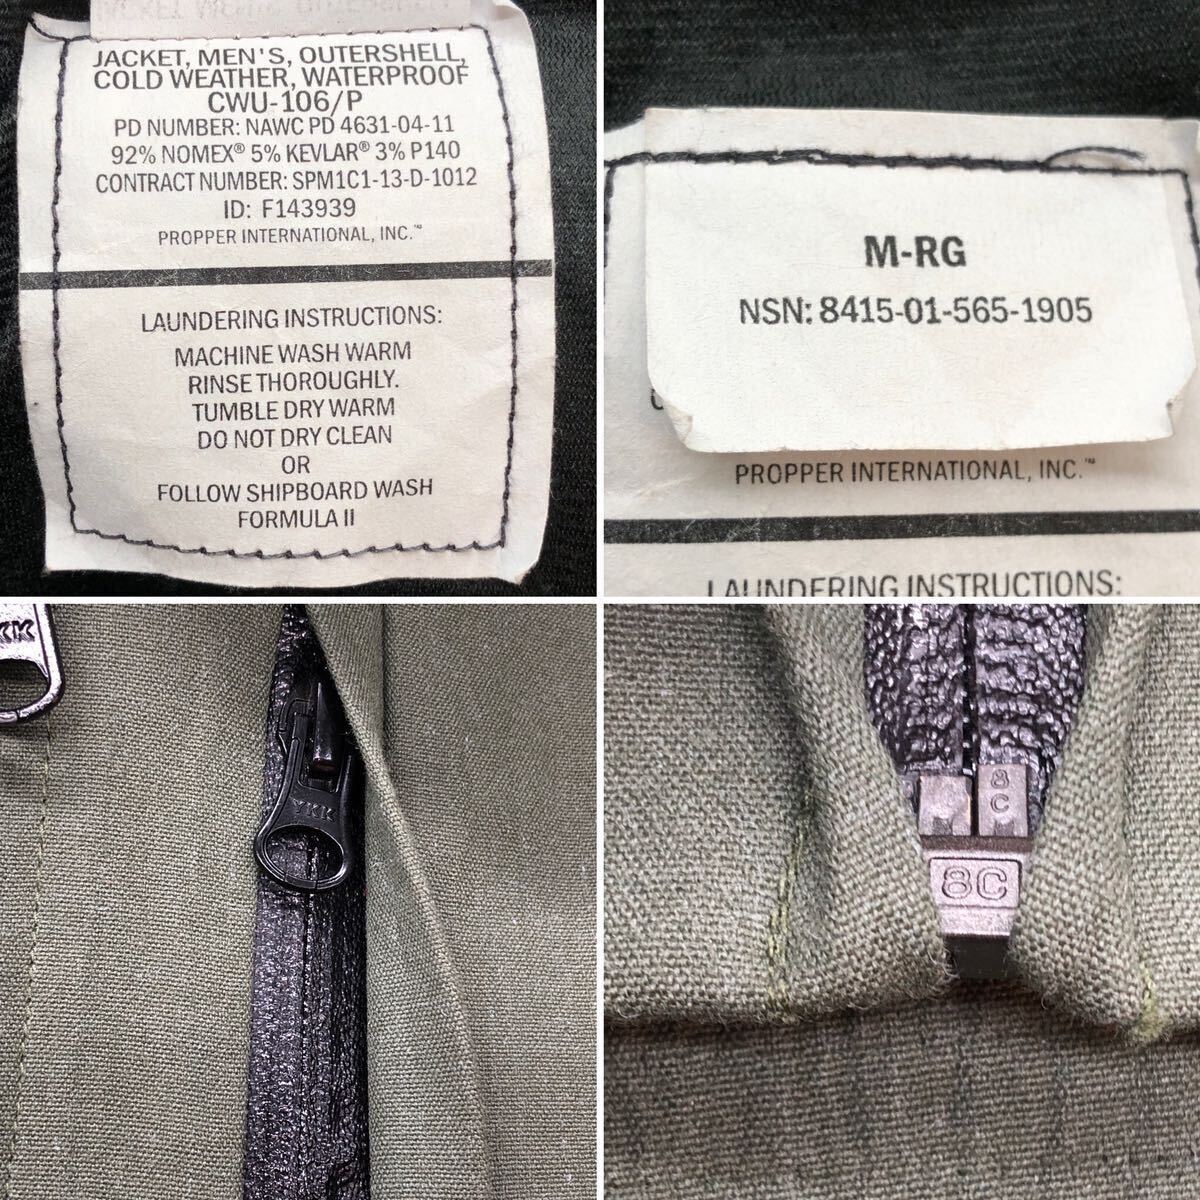 JACKET, MEN'S, OUTERSHELL,
COLD WEATHER, WATERPROOF
CWU-106/P
PD NUMBER: NAWC PD 4631-04-11
92% NOMEX® 5% KEVLAR® 3% P140
CONTRACT NUMBER: SPM1C1-13-D-1012
ID: F143939
PROPPER INTERNATIONAL, INC.™
LAUNDERING INSTRUCTIONS:
MACHINE WASH WARM
RINSE THOROUGHLY.
TUMBLE DRY WARM
DO NOT DRY CLEAN
OR
FOLLOW SHIPBOARD WASH
FORMULA II
M-RG
NSN: 8415-01-565-1905
PROPPER INTERNATIONAL, INC.™
LAUNDERING INSTRUCTIONS:
YKK
YKK
8
C
8C